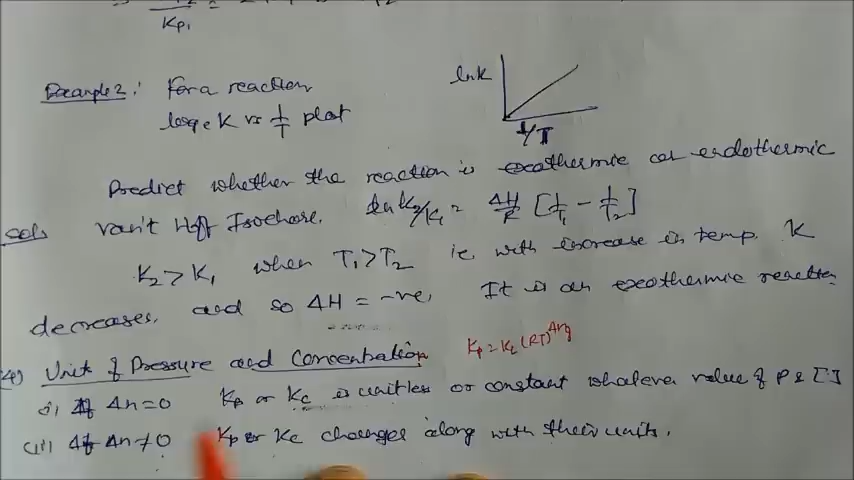 Kp₁
Example 2: For a reaction
lnK
logeK vs 1/T plot
1/T
Predict whether the reaction is exothermic or endothermic
Soln van't Hoff Isochore. ln K₂/K₁ = ΔH/R [1/T₁ - 1/T₂]
K₂ > K₁ when T₁ > T₂ ie, with increase in temp. K
decreases. and so ΔH = -ve. It is an exothermic reaction
Kp = Kc (RT)^Δng
(4) Unit of Pressure and Concentration
(i) If Δn=0 Kp or Kc is unitless or constant whatever value of P & []
(ii) If Δn≠0 Kp or Kc changes along with their units.